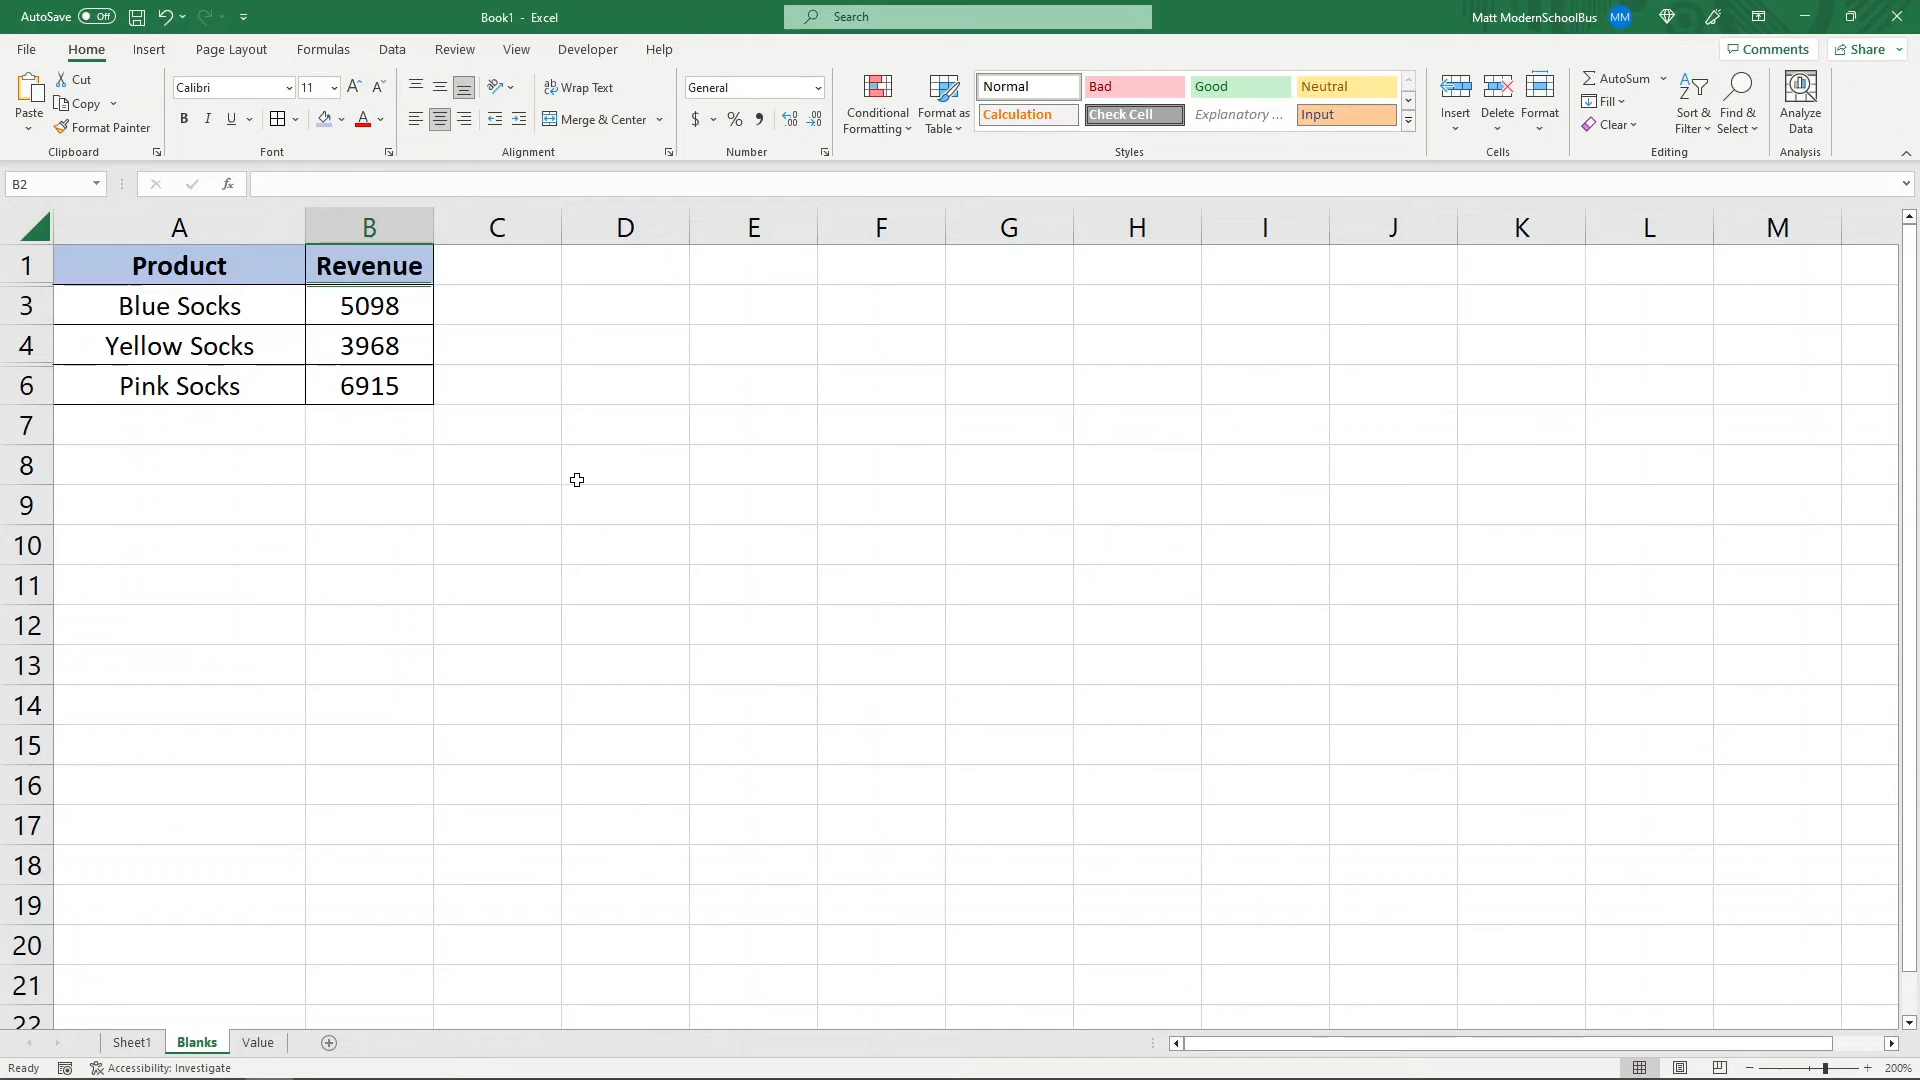 AutoSave Off Book1 - Excel Search Matt ModernSchoolBus MM
File Home Insert Page Layout Formulas Data Review View Developer Help Comments Share
Paste
Cut
Copy
Format Painter
Clipboard
Calibri 11
B I U
Font
Wrap Text
Merge & Center
Alignment
General
$ % 9
Number
Conditional Formatting
Format as Table
Normal Bad Good Neutral
Calculation Check Cell Explanatory ... Input
Styles
Insert Delete Format
Cells
AutoSum
Fill
Clear
Sort & Filter
Find & Select
Editing
Analyze Data
Analysis
B2 fx
A B C D E F G H I J K L M
1 Product Revenue
3 Blue Socks 5098
4 Yellow Socks 3968
6 Pink Socks 6915
7
8
9
10
11
12
13
14
15
16
17
18
19
20
21
22
Sheet1 Blanks Value
Ready Accessibility: Investigate 200%